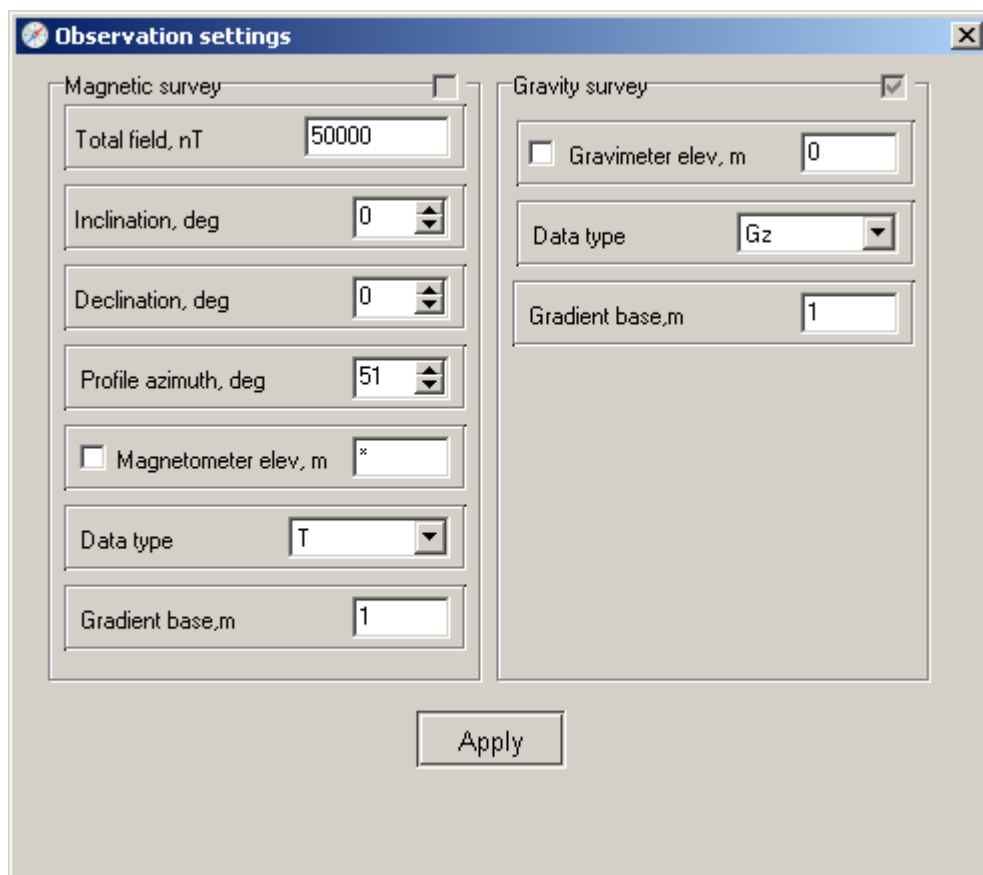 Observation settings
Magnetic survey
Total field, nT 50000
Inclination, deg 0
Declination, deg 0
Profile azimuth, deg 51
Magnetometer elev, m *
Data type T
Gradient base,m 1
Gravity survey
Gravimeter elev, m 0
Data type Gz
Gradient base,m 1
Apply